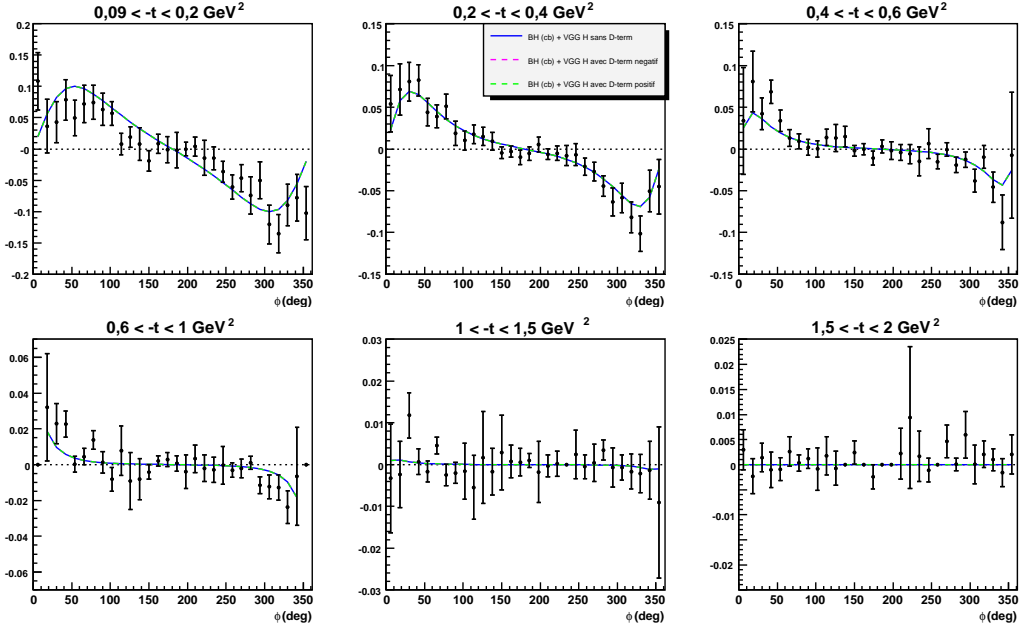 0,09 < -t < 0,2 GeV²
0.2
0.15
0.1
0.05
0
-0.05
-0.1
-0.15
-0.2
0 50 100 150 200 250 300 350
ϕ(deg)
0,2 < -t < 0,4 GeV²
BH (cb) + VGG H sans D-term
BH (cb) + VGG H avec D-term negatif
BH (cb) + VGG H avec D-term positif
0.15
0.1
0.05
0
-0.05
-0.1
-0.15
0 50 100 150 200 250 300 350
ϕ(deg)
0,4 < -t < 0,6 GeV²
0.15
0.1
0.05
0
-0.05
-0.1
-0.15
0 50 100 150 200 250 300 350
ϕ(deg)
0,6 < -t < 1 GeV²
0.06
0.04
0.02
0
-0.02
-0.04
-0.06
0 50 100 150 200 250 300 350
ϕ(deg)
1 < -t < 1,5 GeV ²
0.03
0.02
0.01
0
-0.01
-0.02
-0.03
0 50 100 150 200 250 300 350
ϕ(deg)
1,5 < -t < 2 GeV²
0.025
0.02
0.015
0.01
0.005
0
-0.01
-0.02
0 50 100 150 200 250 300 350
ϕ(deg)